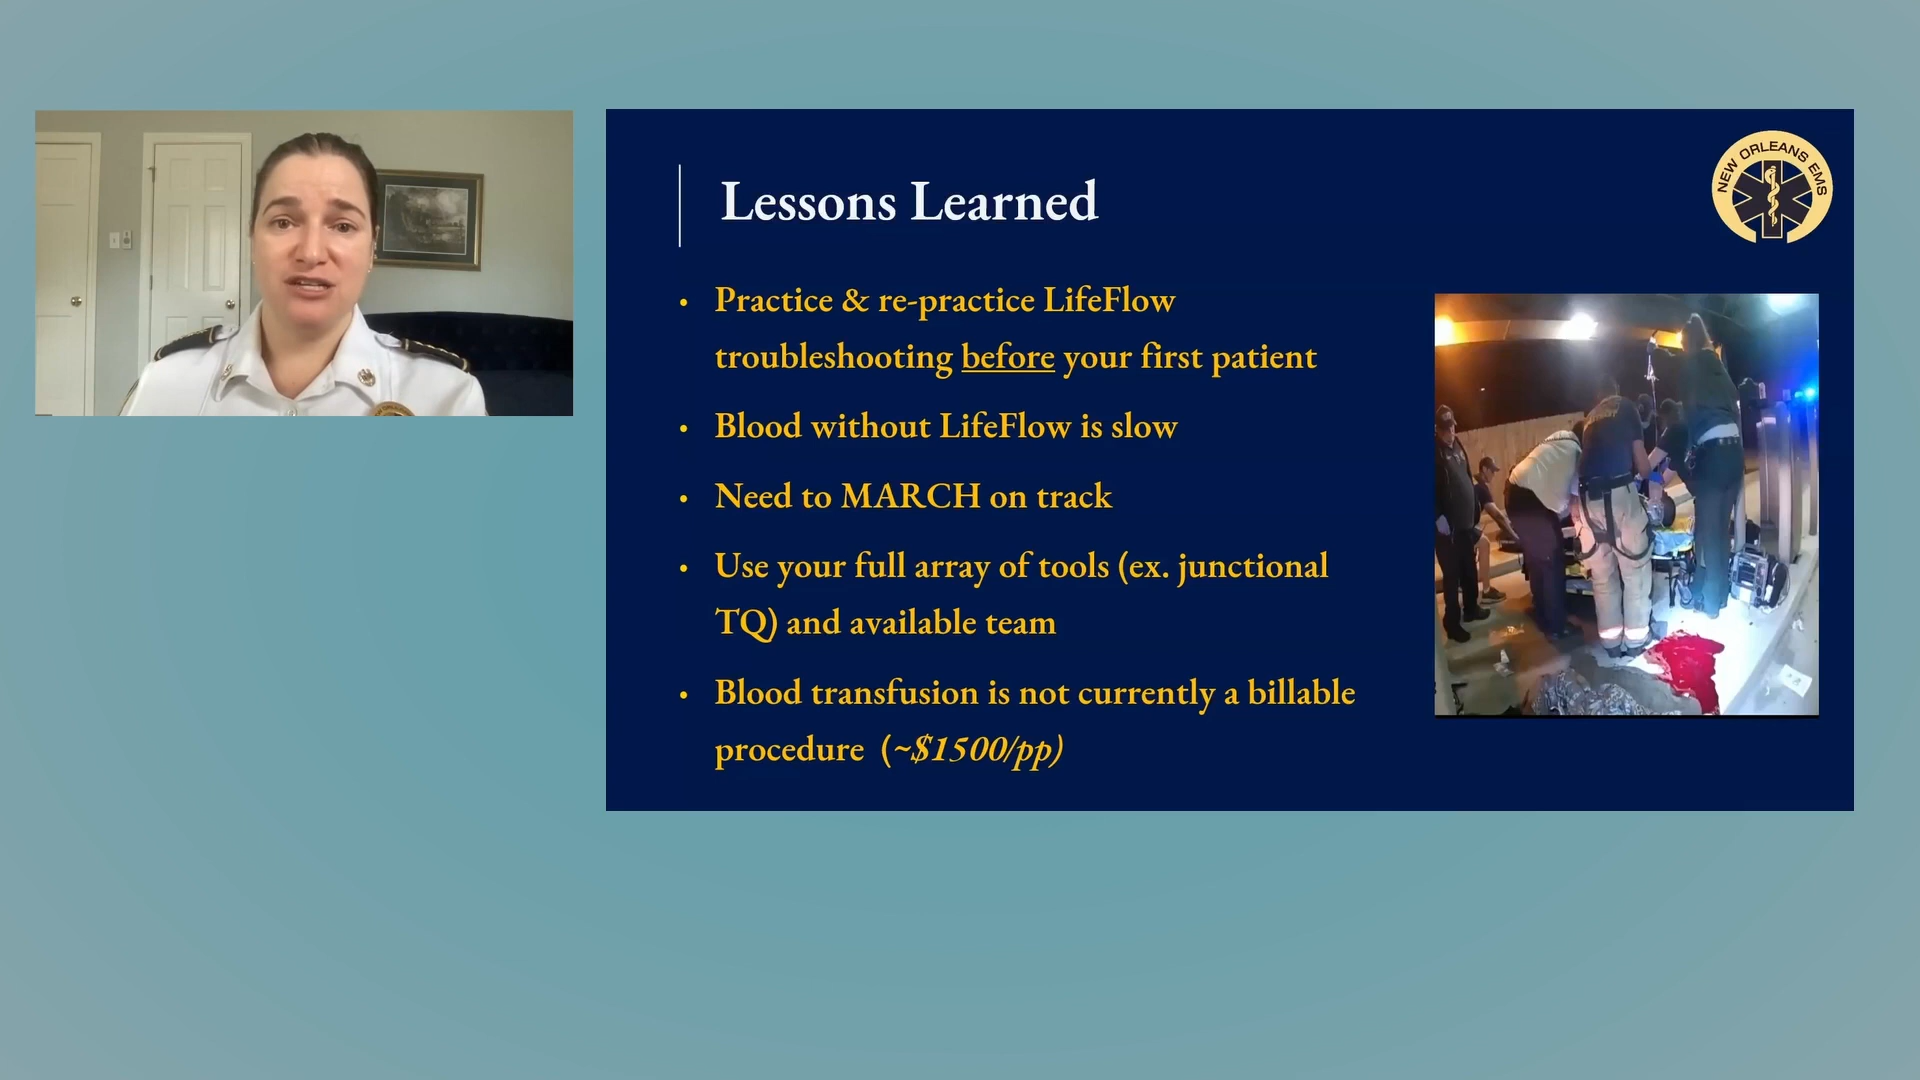 Lessons Learned
NEW ORLEANS EMS
• Practice & re-practice LifeFlow
troubleshooting before your first patient
• Blood without LifeFlow is slow
• Need to MARCH on track
• Use your full array of tools (ex. junctional
TQ) and available team
• Blood transfusion is not currently a billable
procedure (~$1500/pp)